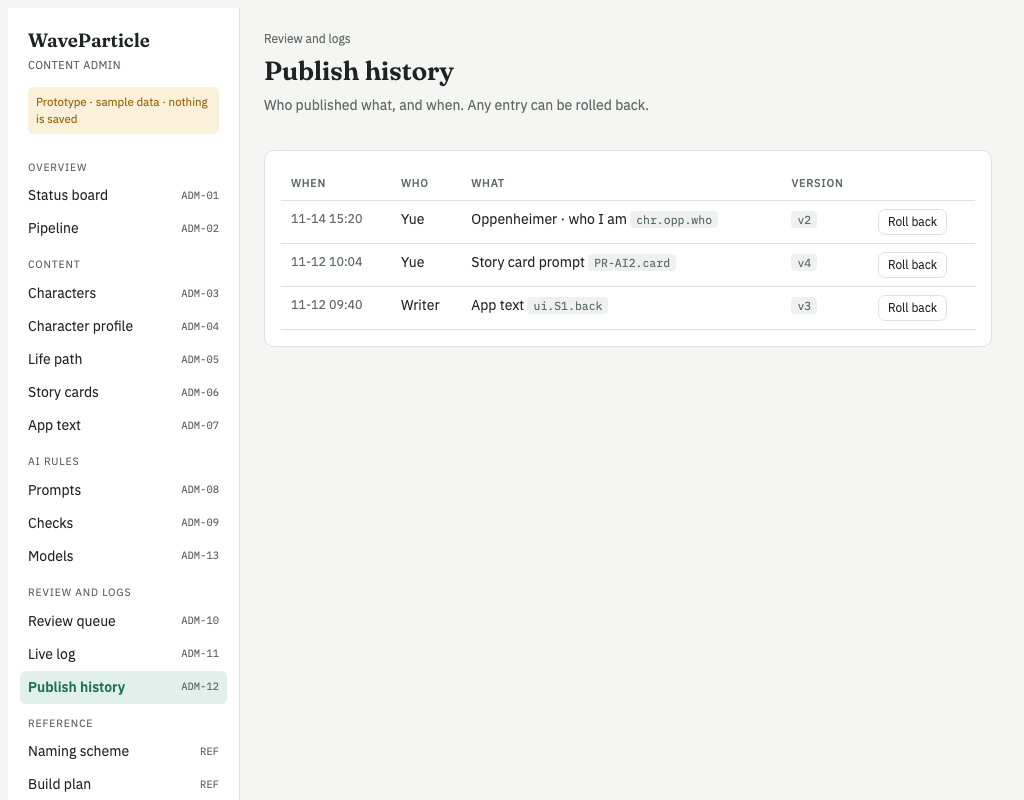 WaveParticle
CONTENT ADMIN
Prototype · sample data · nothing
is saved
OVERVIEW
Status board ADM-01
Pipeline ADM-02
CONTENT
Characters ADM-03
Character profile ADM-04
Life path ADM-05
Story cards ADM-06
App text ADM-07
AI RULES
Prompts ADM-08
Checks ADM-09
Models ADM-13
REVIEW AND LOGS
Review queue ADM-10
Live log ADM-11
Publish history ADM-12
REFERENCE
Naming scheme REF
Build plan REF
Review and logs
Publish history
Who published what, and when. Any entry can be rolled back.
WHEN WHO WHAT VERSION
11-14 15:20 Yue Oppenheimer · who I am chr.opp.who v2 Roll back
11-12 10:04 Yue Story card prompt PR-AI2.card v4 Roll back
11-12 09:40 Writer App text ui.S1.back v3 Roll back